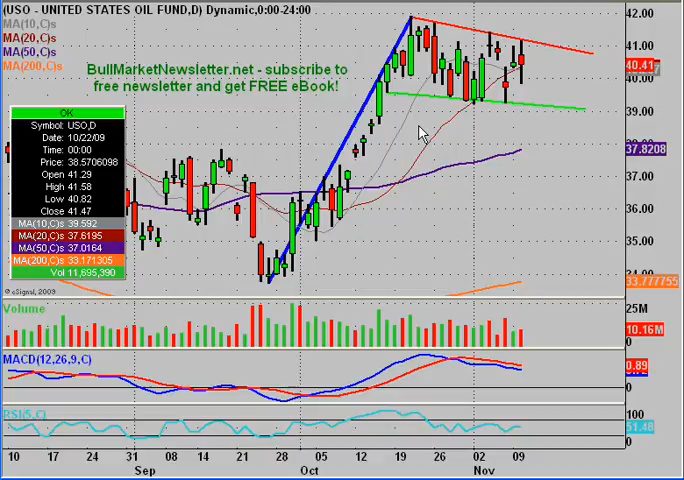 (USO - UNITED STATES OIL FUND,D) Dynamic,0:00-24:00
MA(10,C)s
MA(20,C)s
MA(50,C)s
MA(200,C)s
BullMarketNewsletter.net - subscribe to
free newsletter and get FREE eBook!
OK
Symbol: USO,D
Date: 10/22/09
Time: 00:00
Price: 38.5706098
Open 41.29
High 41.58
Low 40.82
Close 41.47
MA(10,C)s 39.592
MA(20,C)s 37.6195
MA(50,C)s 37.0164
MA(200,C)s 33.171305
Vol 11,695,390
© eSignal, 2009
42.00
41.00
40.41
40.00
39.00
37.8208
37.00
36.00
35.00
33.777755
Volume
25M
10.16M
MACD(12,26,9,C)
0.89
0
RSI(5,C)
100
51.48
0
10 17 24 31 08 14 21 28 05 12 19 26 02 09
Sep Oct Nov